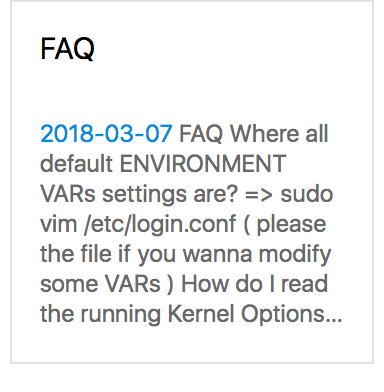 FAQ
2018-03-07 FAQ Where all
default ENVIRONMENT
VARs settings are? => sudo
vim /etc/login.conf ( please
the file if you wanna modify
some VARs ) How do I read
the running Kernel Options...